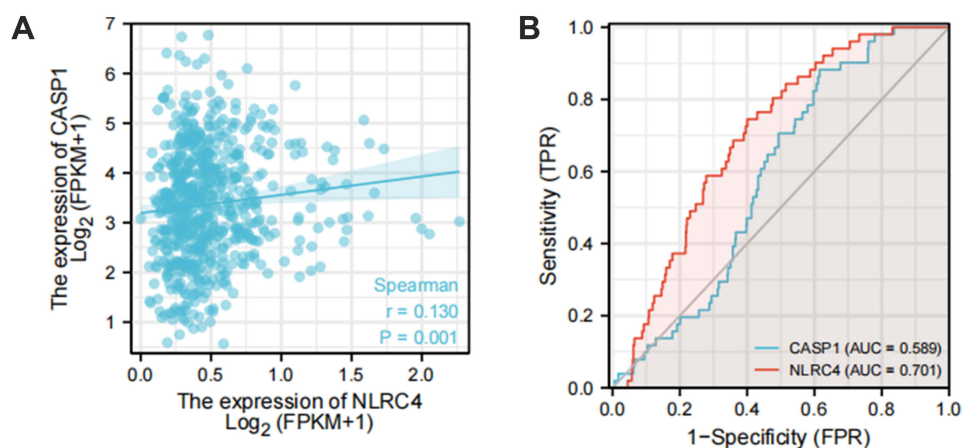 A
The expression of CASP1
Log2 (FPKM+1)
7
6
5
4
3
2
1
Spearman
r = 0.130
P = 0.001
0.0 0.5 1.0 1.5 2.0
The expression of NLRC4
Log2 (FPKM+1)
B
Sensitivity (TPR)
1.0
0.8
0.6
0.4
0.2
0.0
CASP1 (AUC = 0.589)
NLRC4 (AUC = 0.701)
0.0 0.2 0.4 0.6 0.8 1.0
1−Specificity (FPR)